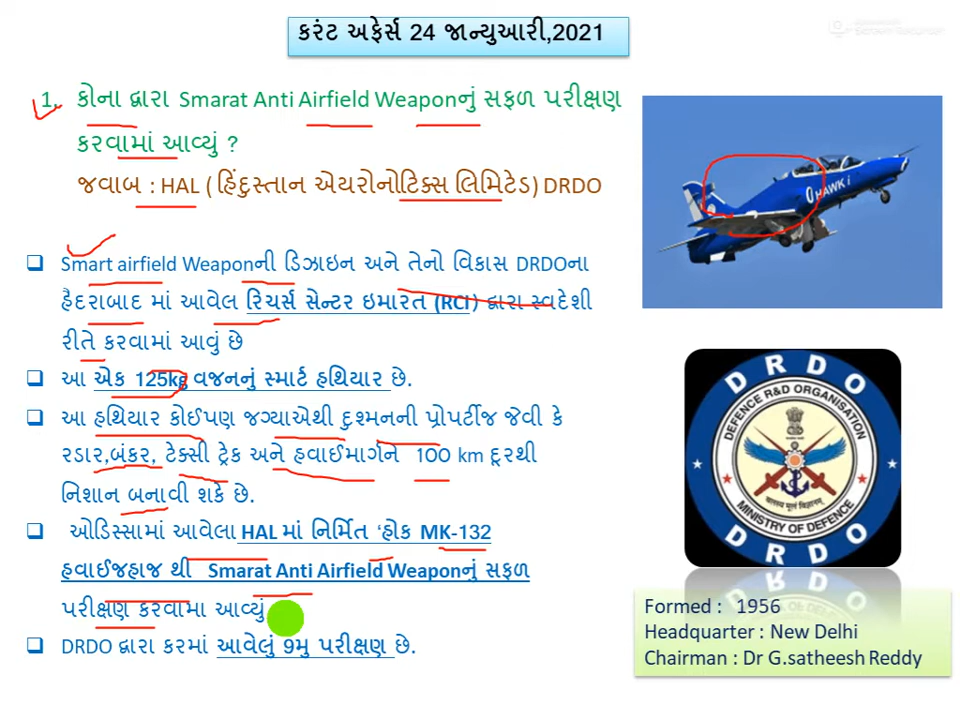 કરંટ અફેર્સ 24 જાન્યુઆરી,2021
1. કોના દ્વારા Smarat Anti Airfield Weaponનું સફળ પરીક્ષણ
કરવામાં આવ્યું ?
જવાબ : HAL ( હિંદુસ્તાન એયરોનોટિક્સ લિમિટેડ) DRDO
Smart airfield Weaponની ડિઝાઇન અને તેનો વિકાસ DRDOના
હૈદરાબાદ માં આવેલ રિચર્સ સેન્ટર ઇમારત (RCI) દ્વારા સ્વદેશી
રીતે કરવામાં આવું છે
આ એક 125kg વજનનું સ્માર્ટ હથિયાર છે.
આ હથિયાર કોઈપણ જગ્યાએથી દુશ્મનની પ્રોપર્ટીજ જેવી કે
રડાર,બંકર, ટેક્સી ટ્રેક અને હવાઈમાર્ગને 100 km દૂરથી
નિશાન બનાવી શકે છે.
ઓડિસ્સામાં આવેલા HAL માં નિર્મિત ‘હોક MK-132
હવાઈજહાજ થી Smarat Anti Airfield Weaponનું સફળ
પરીક્ષણ કરવામા આવ્યું
DRDO દ્વારા કરમાં આવેલું 9મુ પરીક્ષણ છે.
HAWK i
DRDO
DEFENCE R&D ORGANISATION
MINISTRY OF DEFENCE
DRDO
Formed : 1956
Headquarter : New Delhi
Chairman : Dr G.satheesh Reddy